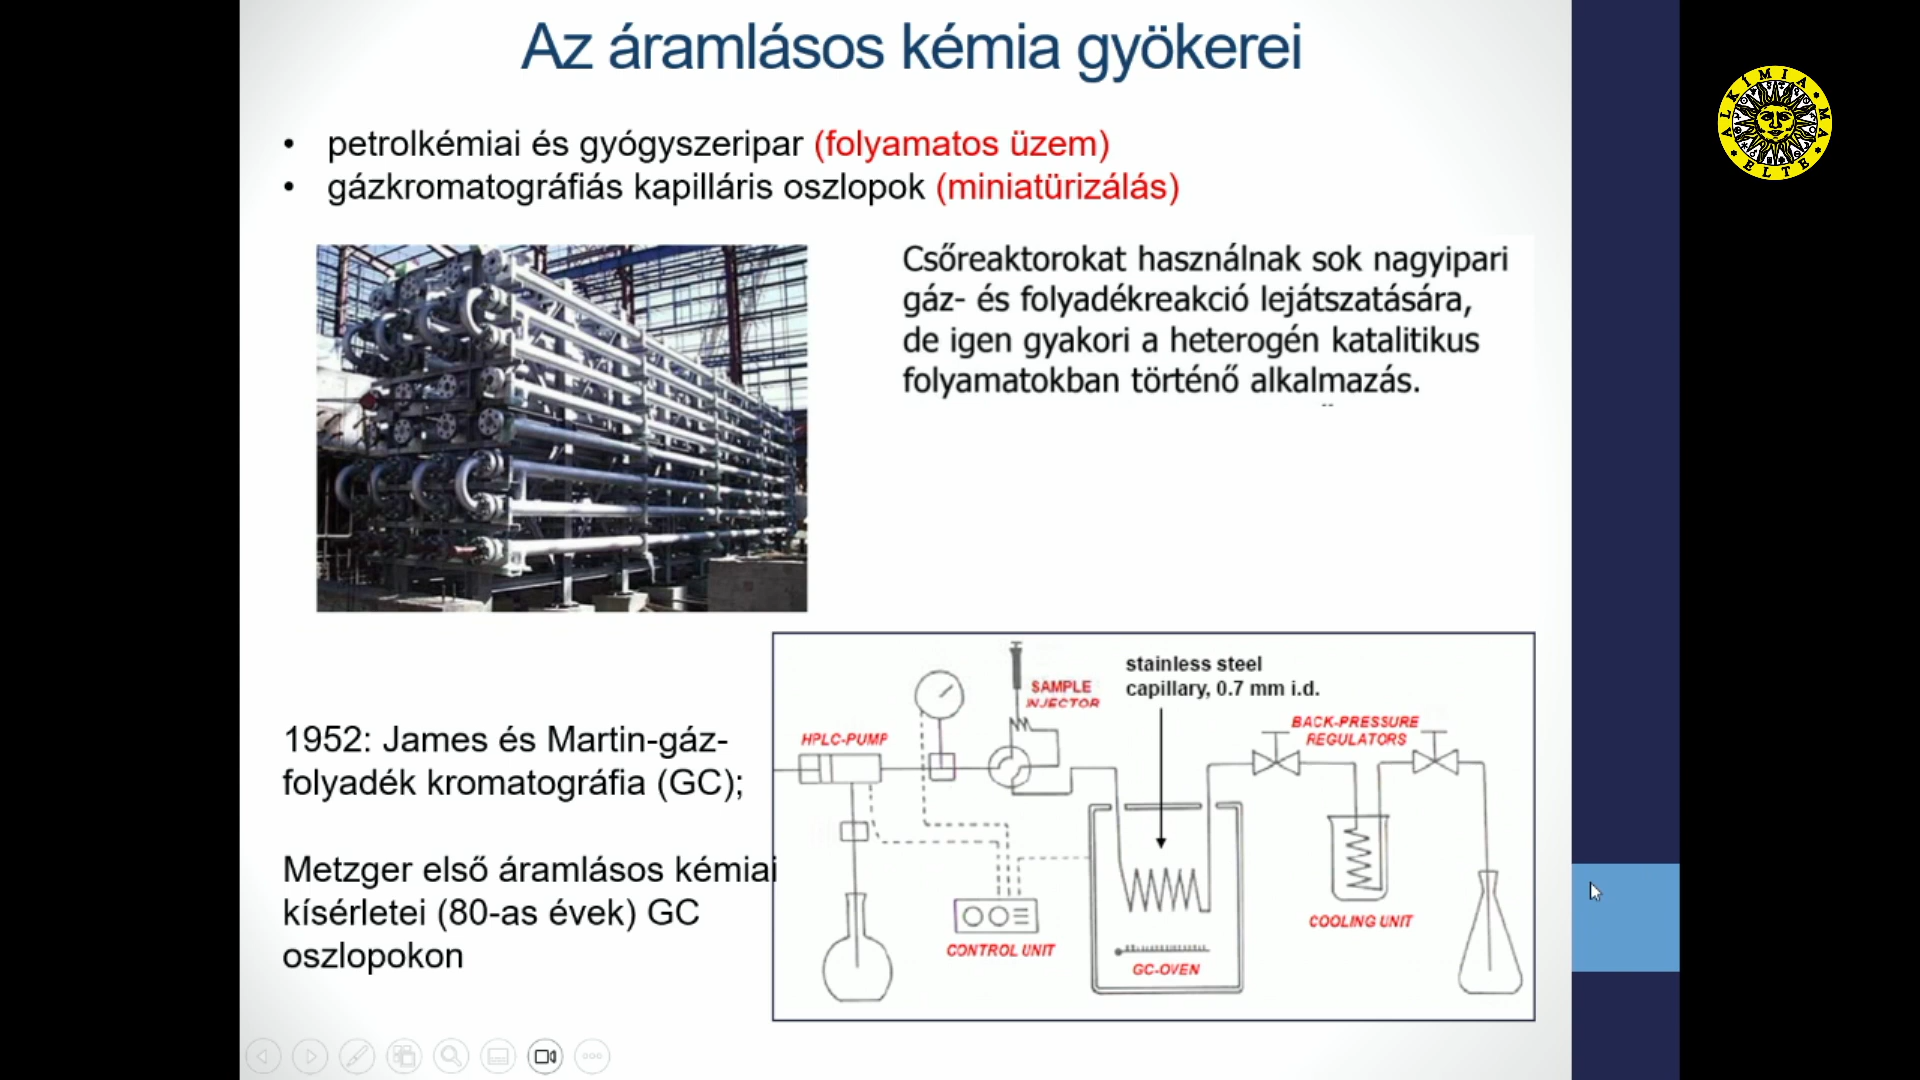 Az áramlásos kémia gyökerei
• petrolkémiai és gyógyszeripar (folyamatos üzem)
• gázkromatográfiás kapilláris oszlopok (miniatürizálás)
Csőreaktorokat használnak sok nagyipari
gáz- és folyadékreakció lejátszatására,
de igen gyakori a heterogén katalitikus
folyamatokban történő alkalmazás.
1952: James és Martin-gáz-
folyadék kromatográfia (GC);
Metzger első áramlásos kémiai
kísérletei (80-as évek) GC
oszlopokon
stainless steel
capillary, 0.7 mm i.d.
SAMPLE
INJECTOR
HPLC-PUMP
BACK-PRESSURE
REGULATORS
CONTROL UNIT
GC-OVEN
COOLING UNIT
ALKÍMIA • MA • ELTE •